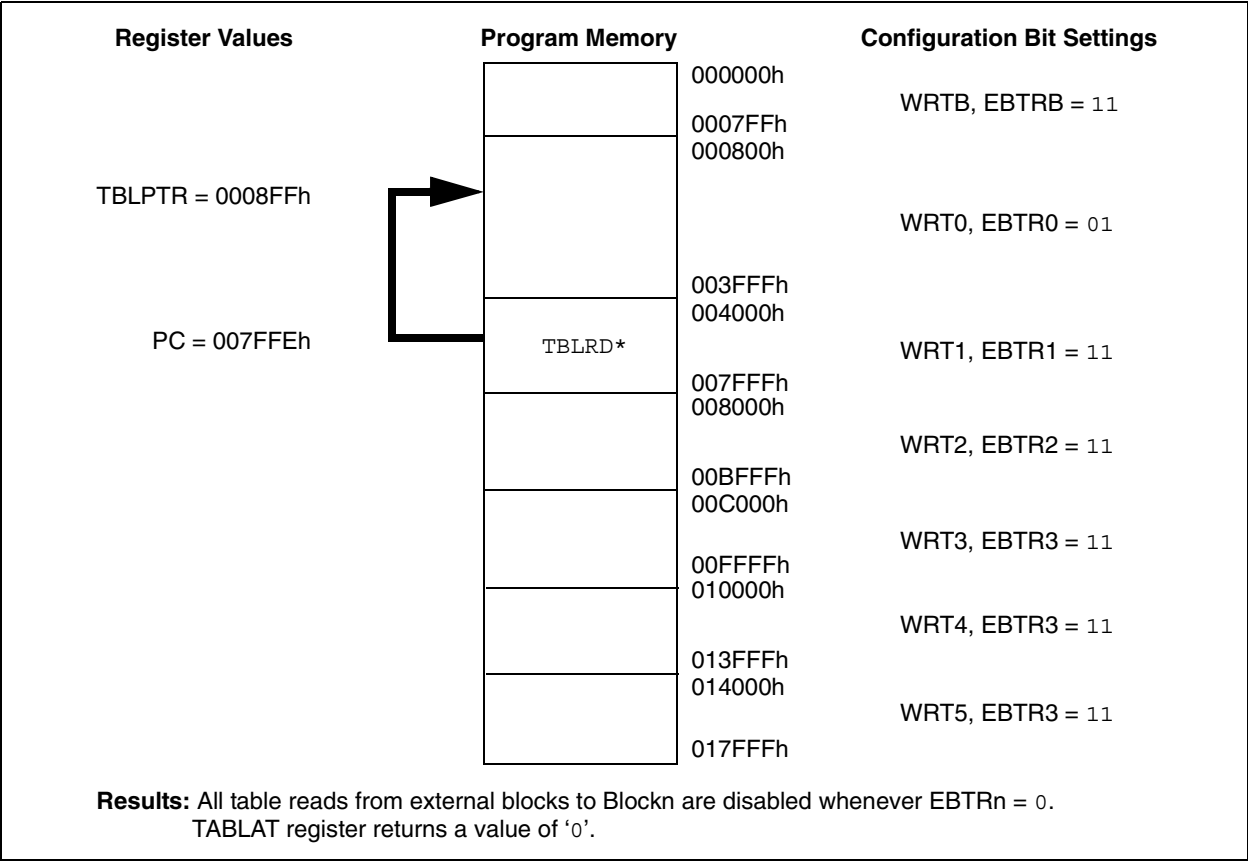 Register Values Program Memory Configuration Bit Settings
000000h
WRTB, EBTRB = 11
0007FFh
000800h
TBLPTR = 0008FFh
WRT0, EBTR0 = 01
003FFFh
004000h
PC = 007FFEh TBLRD* WRT1, EBTR1 = 11
007FFFh
008000h
WRT2, EBTR2 = 11
00BFFFh
00C000h
WRT3, EBTR3 = 11
00FFFFh
010000h
WRT4, EBTR3 = 11
013FFFh
014000h
WRT5, EBTR3 = 11
017FFFh
Results: All table reads from external blocks to Blockn are disabled whenever EBTRn = 0.
TABLAT register returns a value of ‘0’.